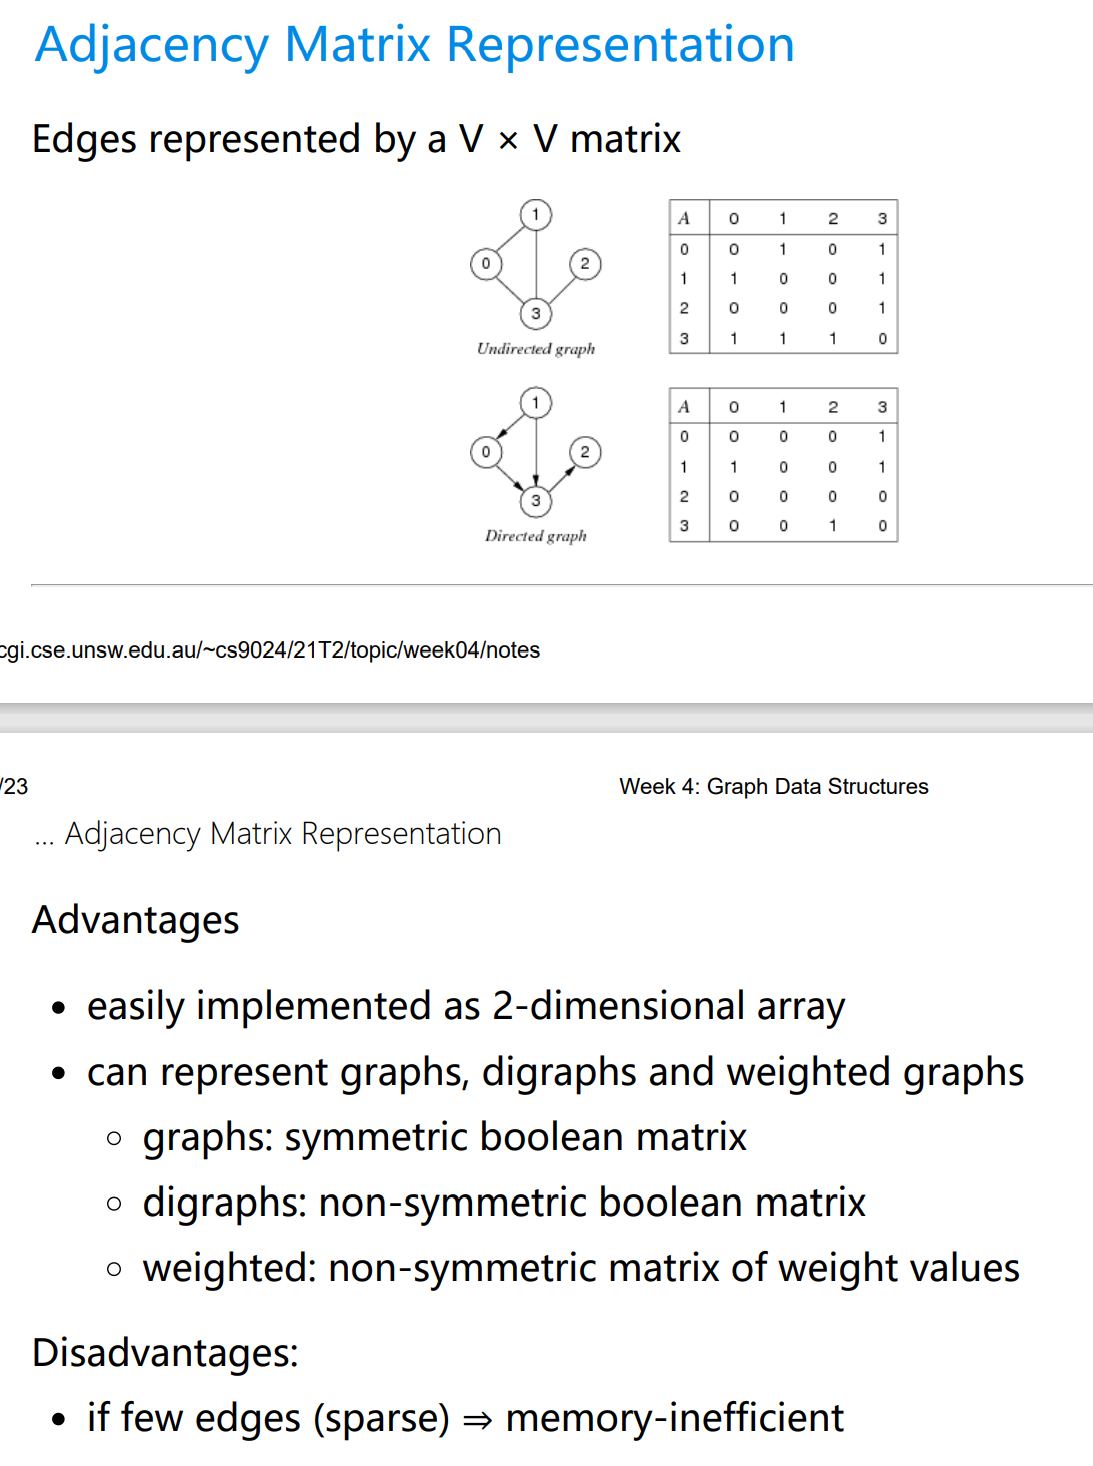 Adjacency Matrix Representation
Edges represented by a V × V matrix
1
0
2
3
Undirected graph
A 0 1 2 3
0 0 1 0 1
1 1 0 0 1
2 0 0 0 1
3 1 1 1 0
1
0
2
3
Directed graph
A 0 1 2 3
0 0 0 0 1
1 1 0 0 1
2 0 0 0 0
3 0 0 1 0
cgi.cse.unsw.edu.au/~cs9024/21T2/topic/week04/notes
/23 Week 4: Graph Data Structures
... Adjacency Matrix Representation
Advantages
• easily implemented as 2-dimensional array
• can represent graphs, digraphs and weighted graphs
○ graphs: symmetric boolean matrix
○ digraphs: non-symmetric boolean matrix
○ weighted: non-symmetric matrix of weight values
Disadvantages:
• if few edges (sparse) ⇒ memory-inefficient